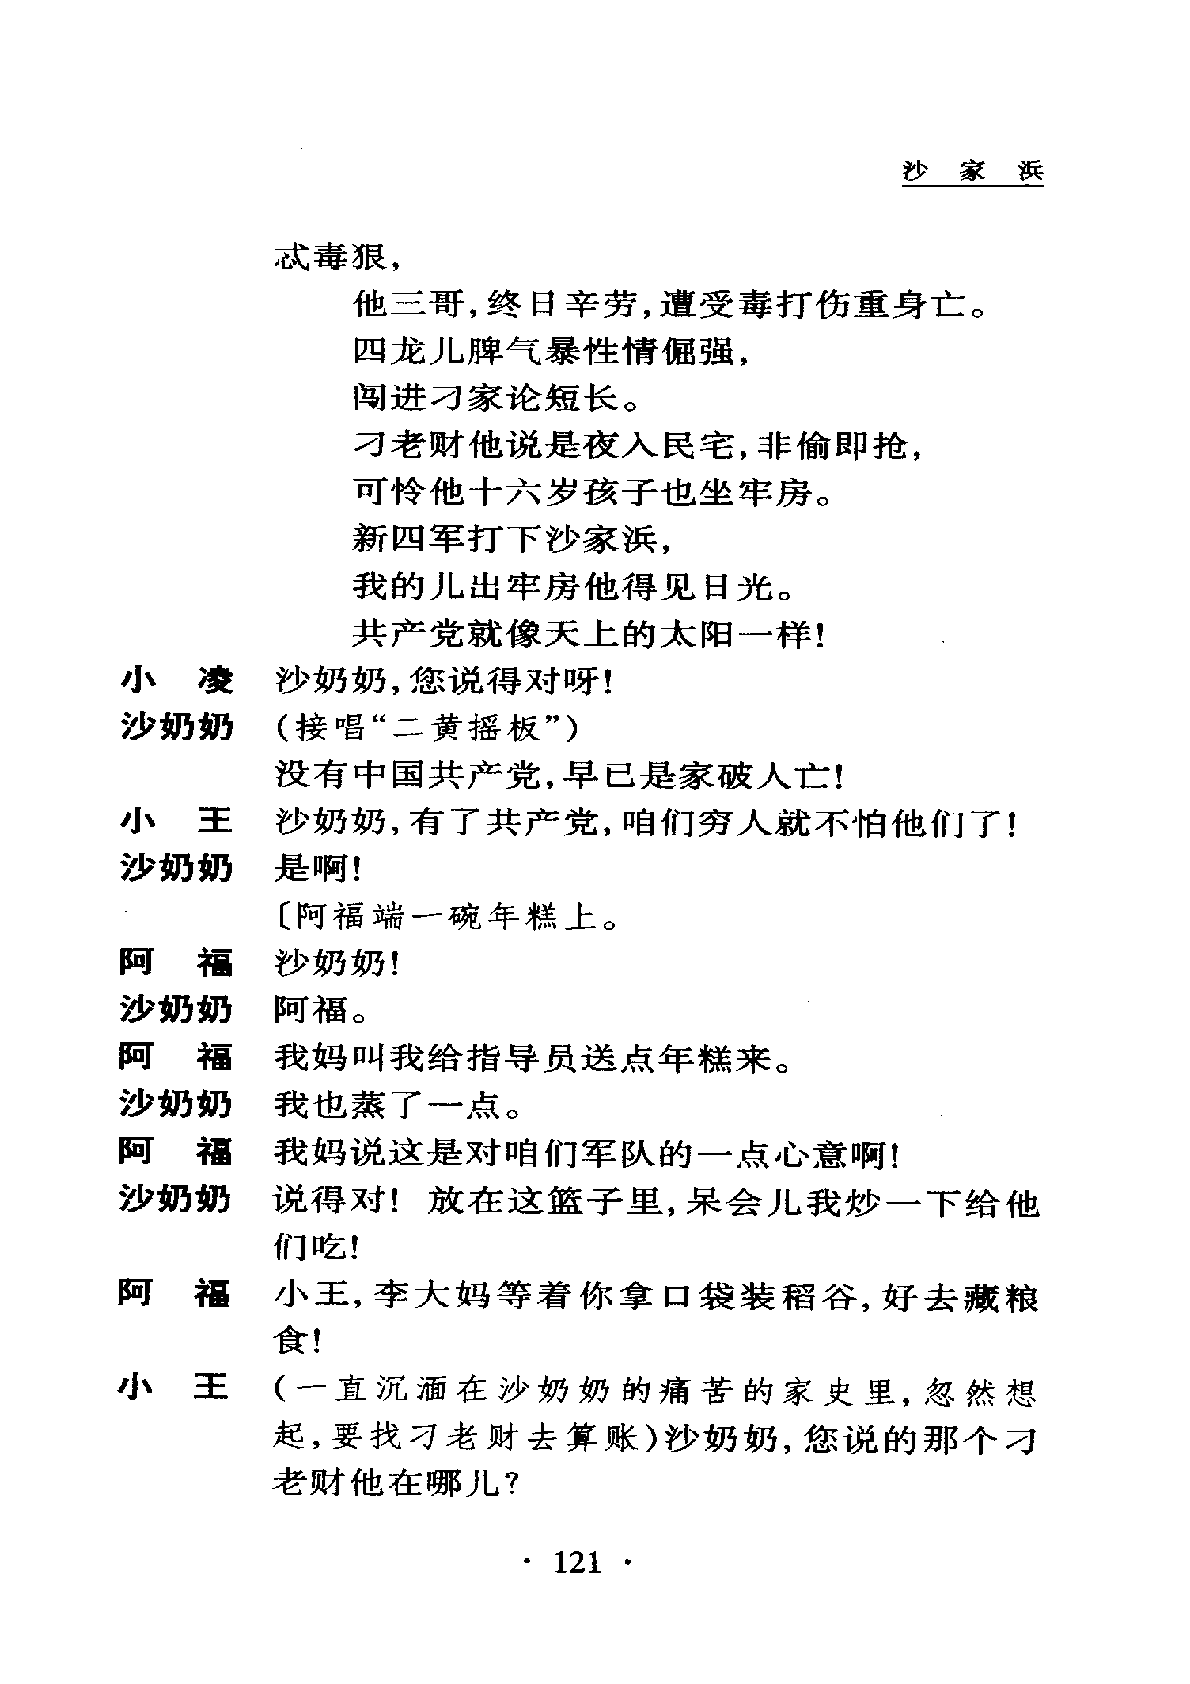 沙 家 浜
忒毒狠,
他三哥,终日辛劳,遭受毒打伤重身亡。
四龙儿脾气暴性情倔强,
闯进刁家论短长。
刁老财他说是夜入民宅,非偷即抢,
可怜他十六岁孩子也坐牢房。
新四军打下沙家浜,
我的儿出牢房他得见日光。
共产党就像天上的太阳一样!
小 凌 沙奶奶,您说得对呀!
沙奶奶 (接唱“二黄摇板”)
没有中国共产党,早已是家破人亡!
小 王 沙奶奶,有了共产党,咱们穷人就不怕他们了!
沙奶奶 是啊!
〔阿福端一碗年糕上。
阿 福 沙奶奶!
沙奶奶 阿福。
阿 福 我妈叫我给指导员送点年糕来。
沙奶奶 我也蒸了一点。
阿 福 我妈说这是对咱们军队的一点心意啊!
沙奶奶 说得对! 放在这篮子里,呆会儿我炒一下给他
们吃!
阿 福 小王,李大妈等着你拿口袋装稻谷,好去藏粮
食!
小 王 (一直沉湎在沙奶奶的痛苦的家史里,忽然想
起,要找刁老财去算账)沙奶奶,您说的那个刁
老财他在哪儿?
· 121 ·